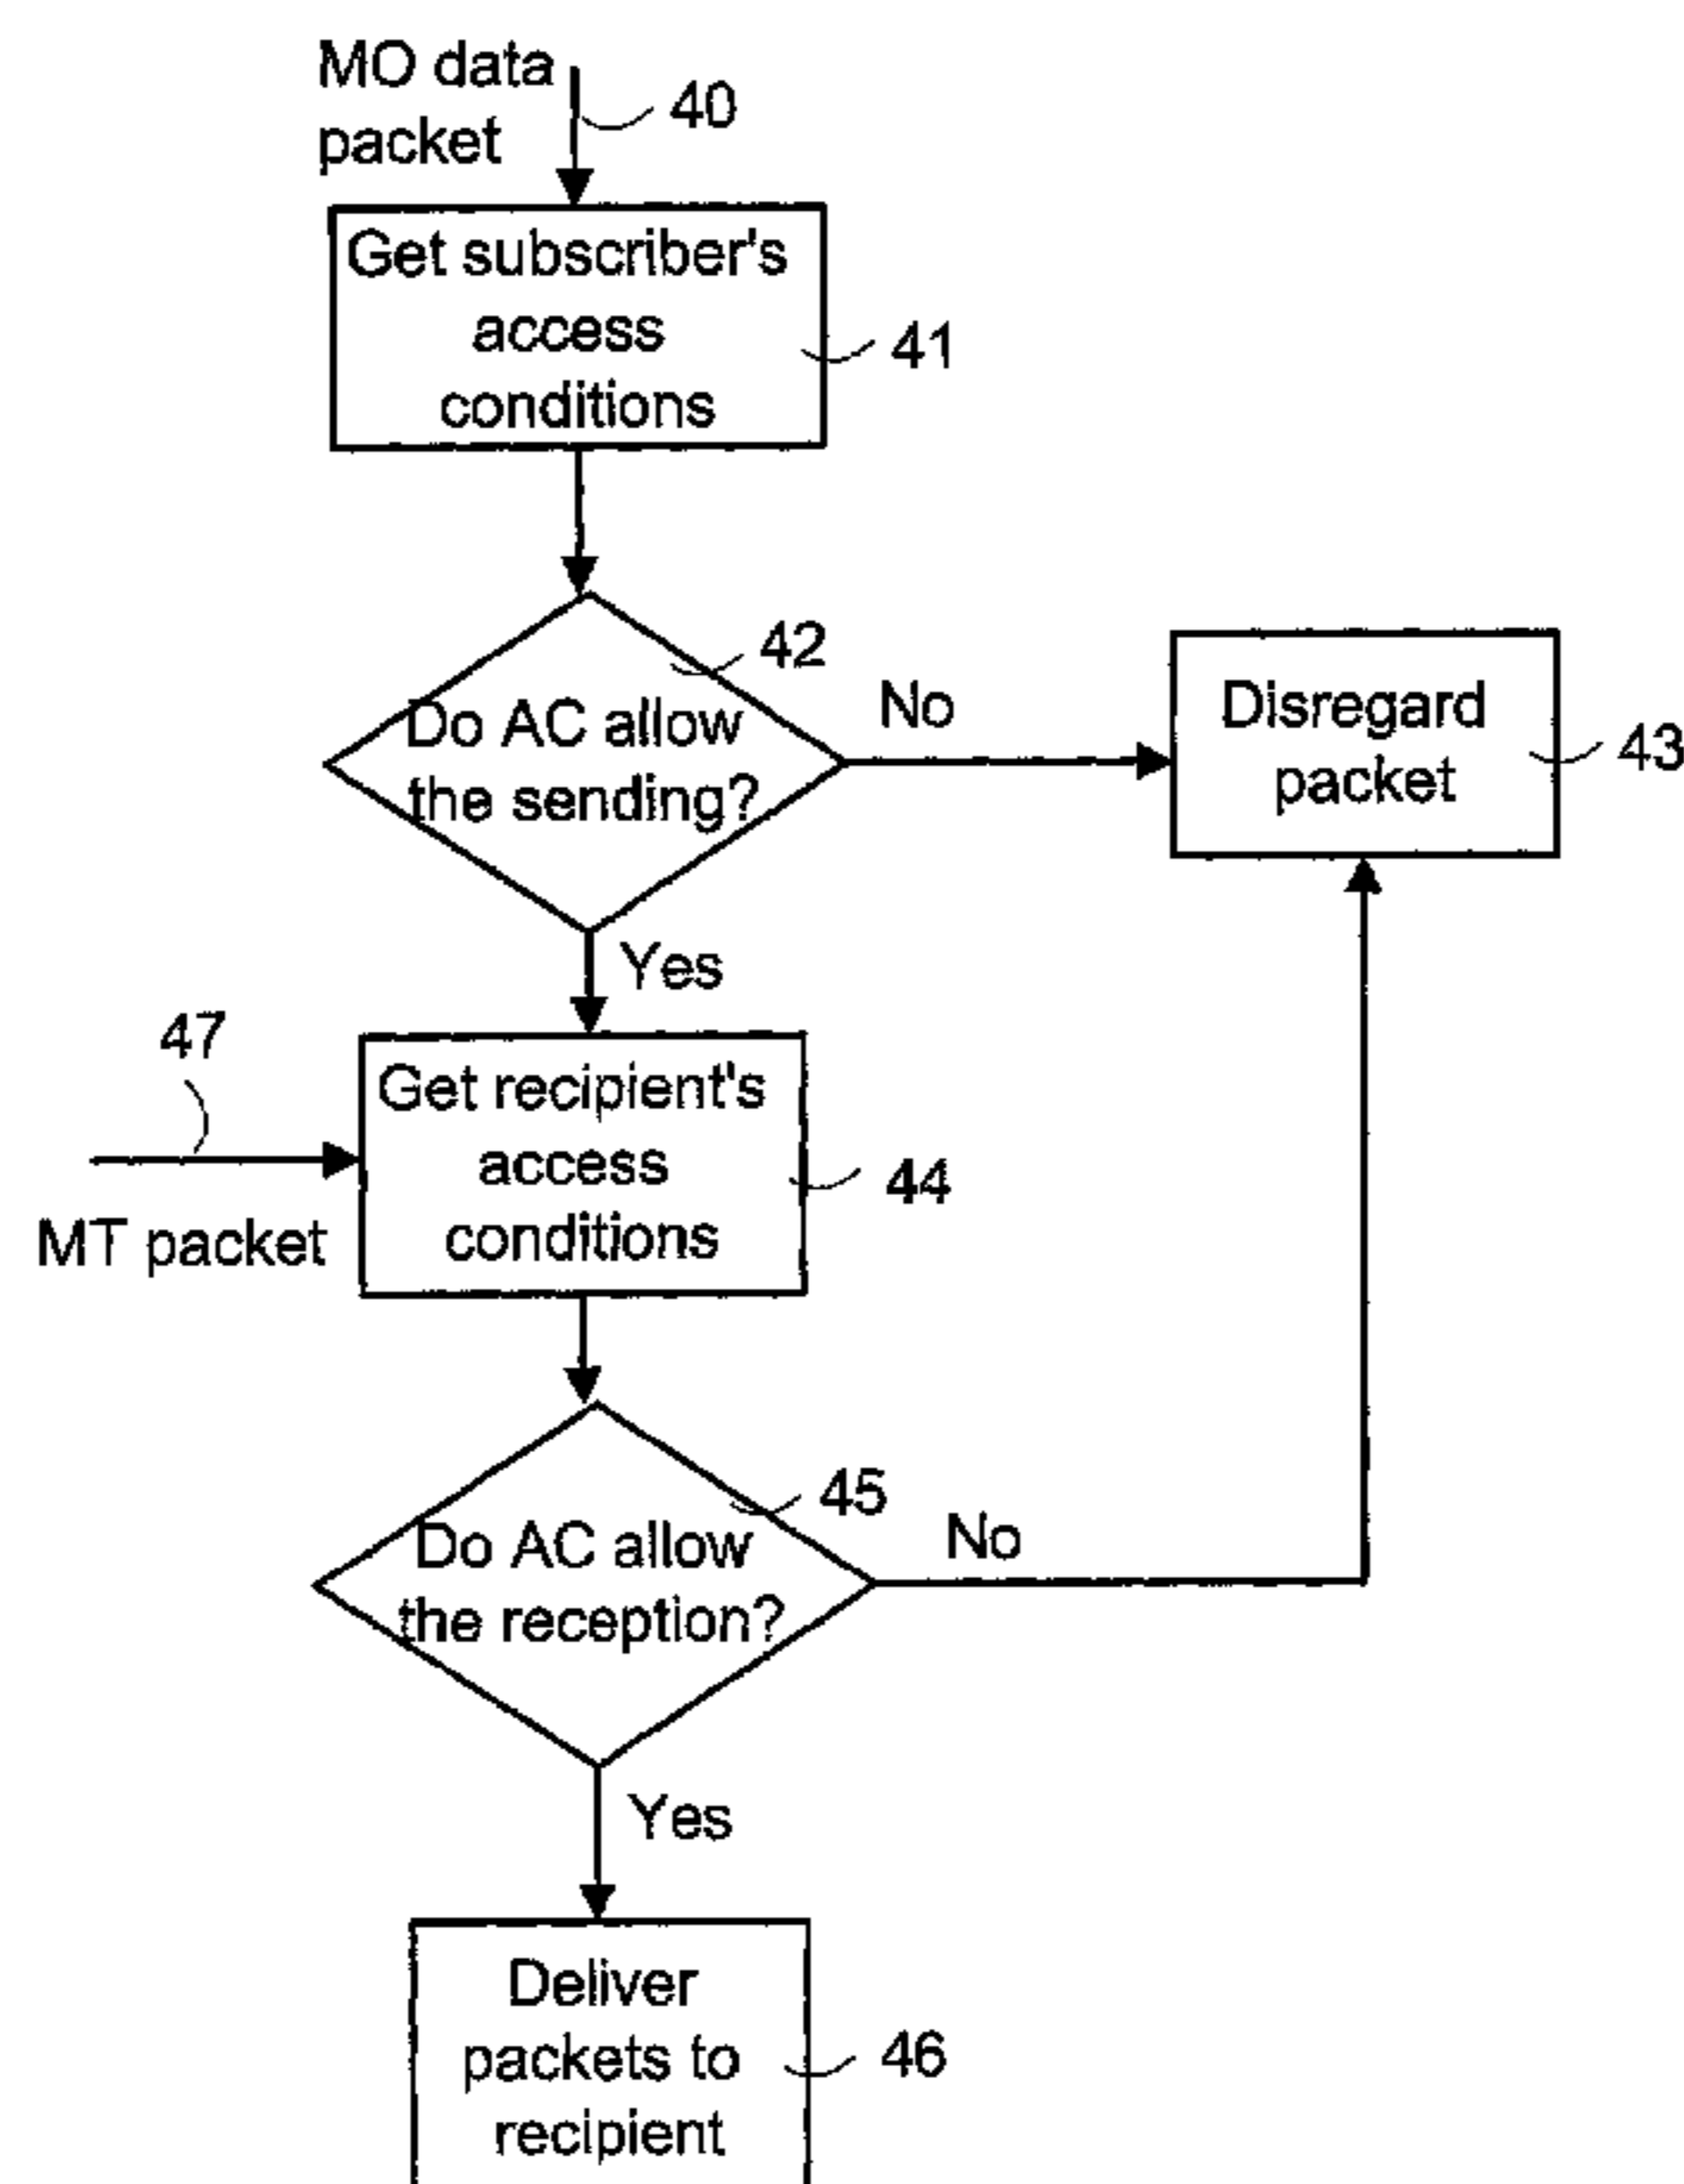 MO data
packet
40
Get subscriber's
access
conditions
41
42
Do AC allow
the sending?
No
Disregard
packet
43
Yes
47
MT packet
Get recipient's
access
conditions
44
45
Do AC allow
the reception?
No
Yes
Deliver
packets to
recipient
46